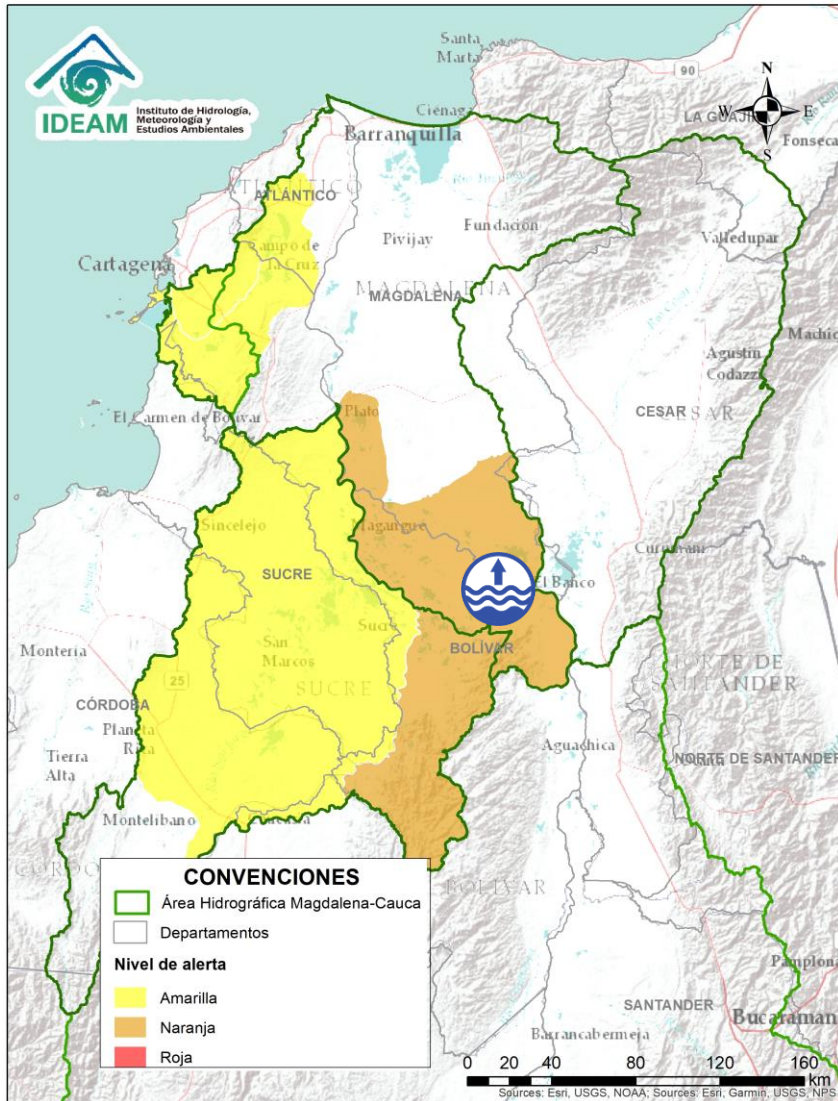 IDEAM
Instituto de Hidrología,
Meteorología y
Estudios Ambientales
Santa
Marta
90
N
W
E
S
LA GUAJIRA
Fonseca
Ciénaga
Barranquilla
ATLÁNTICO
ATLÁNTICO
Campo de
la Cruz
Pivijay
Fundación
Valledupar
Cartagena
MAGDALENA
MAGDALENA
Agustín
Codazzi
El Carmen de Bolívar
Plato
CESAR
CESAR
Sincelejo
Magangué
Curumaní
SUCRE
El Banco
Sucre
San
Marcos
BOLÍVAR
Montería
25
SUCRE
NORTE DE
SANTANDER
CÓRDOBA
Planeta
Rica
Tierra
Alta
Aguachica
NORTE DE SANTANDER
Montelíbano
BOLÍVAR
CONVENCIONES
Área Hidrográfica Magdalena-Cauca
Departamentos
Nivel de alerta
Amarilla
Naranja
Roja
Pamplona
SANTANDER
Bucaraman
Barrancabermeja
0 20 40 80 120 160
km
Sources: Esri, USGS, NOAA; Sources: Esri, Garmin, USGS, NPS